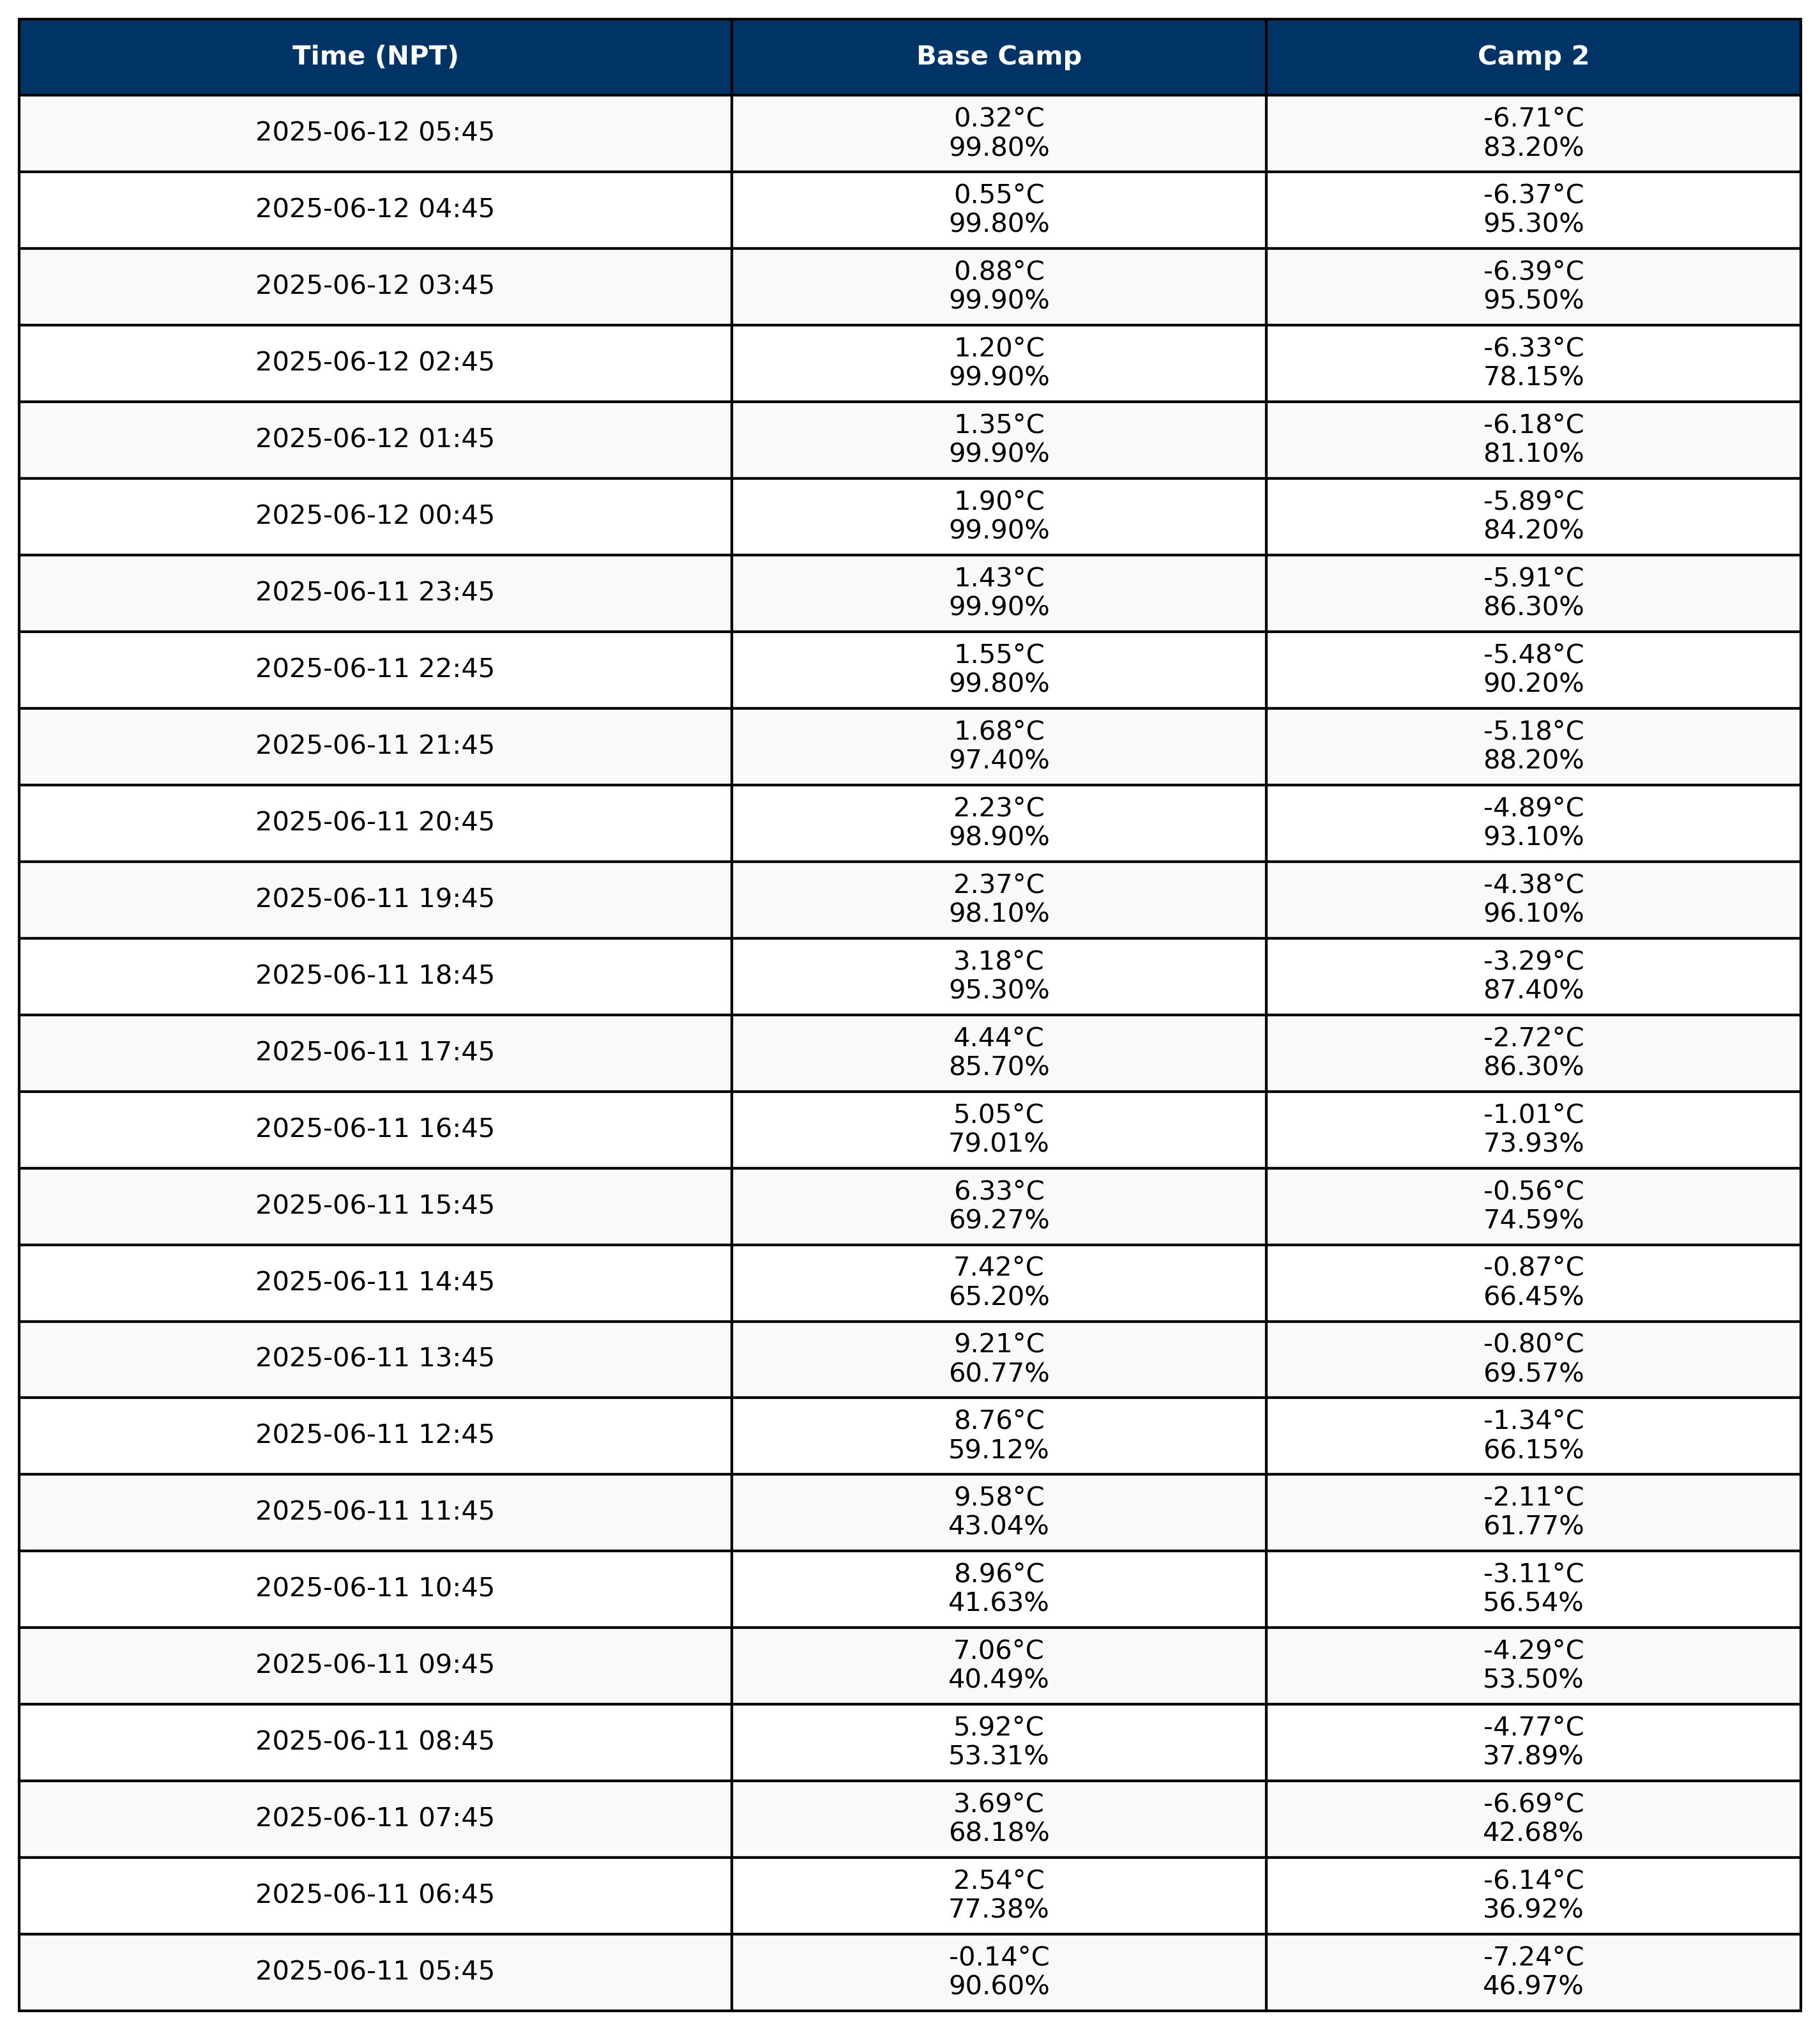 Time (NPT) Base Camp Camp 2
2025-06-12 05:45 0.32°C -6.71°C
99.80% 83.20%
2025-06-12 04:45 0.55°C -6.37°C
99.80% 95.30%
2025-06-12 03:45 0.88°C -6.39°C
99.90% 95.50%
2025-06-12 02:45 1.20°C -6.33°C
99.90% 78.15%
2025-06-12 01:45 1.35°C -6.18°C
99.90% 81.10%
2025-06-12 00:45 1.90°C -5.89°C
99.90% 84.20%
2025-06-11 23:45 1.43°C -5.91°C
99.90% 86.30%
2025-06-11 22:45 1.55°C -5.48°C
99.80% 90.20%
2025-06-11 21:45 1.68°C -5.18°C
97.40% 88.20%
2025-06-11 20:45 2.23°C -4.89°C
98.90% 93.10%
2025-06-11 19:45 2.37°C -4.38°C
98.10% 96.10%
2025-06-11 18:45 3.18°C -3.29°C
95.30% 87.40%
2025-06-11 17:45 4.44°C -2.72°C
85.70% 86.30%
2025-06-11 16:45 5.05°C -1.01°C
79.01% 73.93%
2025-06-11 15:45 6.33°C -0.56°C
69.27% 74.59%
2025-06-11 14:45 7.42°C -0.87°C
65.20% 66.45%
2025-06-11 13:45 9.21°C -0.80°C
60.77% 69.57%
2025-06-11 12:45 8.76°C -1.34°C
59.12% 66.15%
2025-06-11 11:45 9.58°C -2.11°C
43.04% 61.77%
2025-06-11 10:45 8.96°C -3.11°C
41.63% 56.54%
2025-06-11 09:45 7.06°C -4.29°C
40.49% 53.50%
2025-06-11 08:45 5.92°C -4.77°C
53.31% 37.89%
2025-06-11 07:45 3.69°C -6.69°C
68.18% 42.68%
2025-06-11 06:45 2.54°C -6.14°C
77.38% 36.92%
2025-06-11 05:45 -0.14°C -7.24°C
90.60% 46.97%